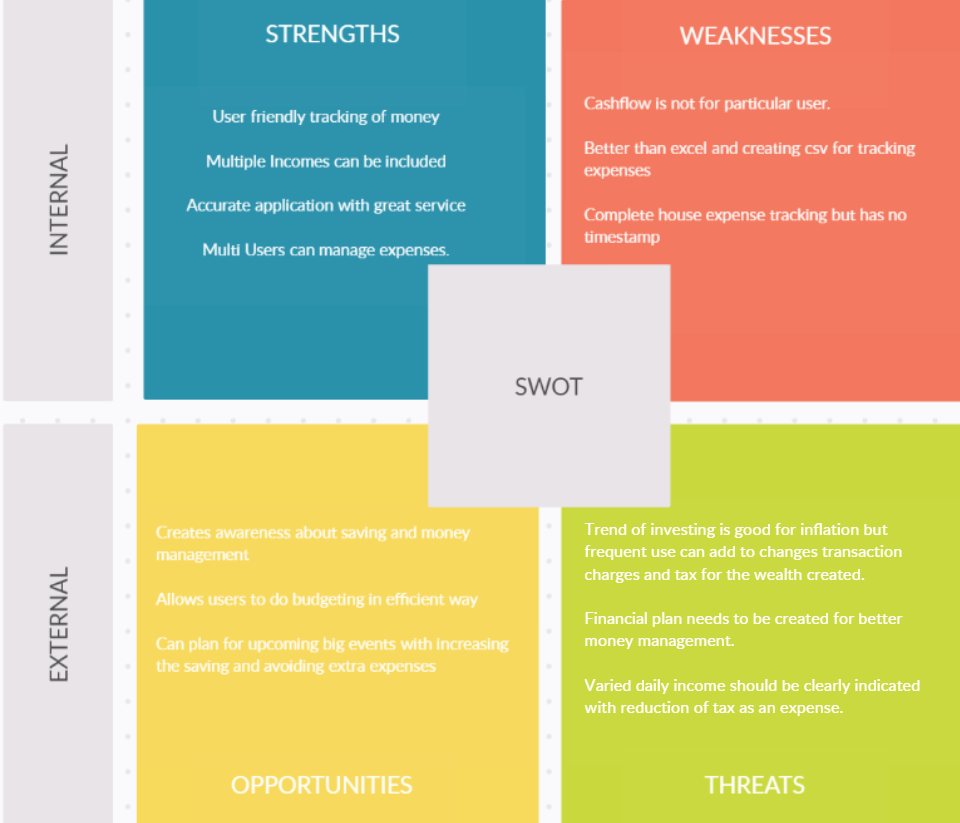 INTERNAL
STRENGTHS
User friendly tracking of money
Multiple Incomes can be included
Accurate application with great service
Multi Users can manage expenses.
WEAKNESSES
Cashflow is not for particular user.
Better than excel and creating csv for tracking
expenses
Complete house expense tracking but has no
timestamp
SWOT
EXTERNAL
Creates awareness about saving and money
management
Allows users to do budgeting in efficient way
Can plan for upcoming big events with increasing
the saving and avoiding extra expenses
OPPORTUNITIES
Trend of investing is good for inflation but
frequent use can add to changes transaction
charges and tax for the wealth created.
Financial plan needs to be created for better
money management.
Varied daily income should be clearly indicated
with reduction of tax as an expense.
THREATS